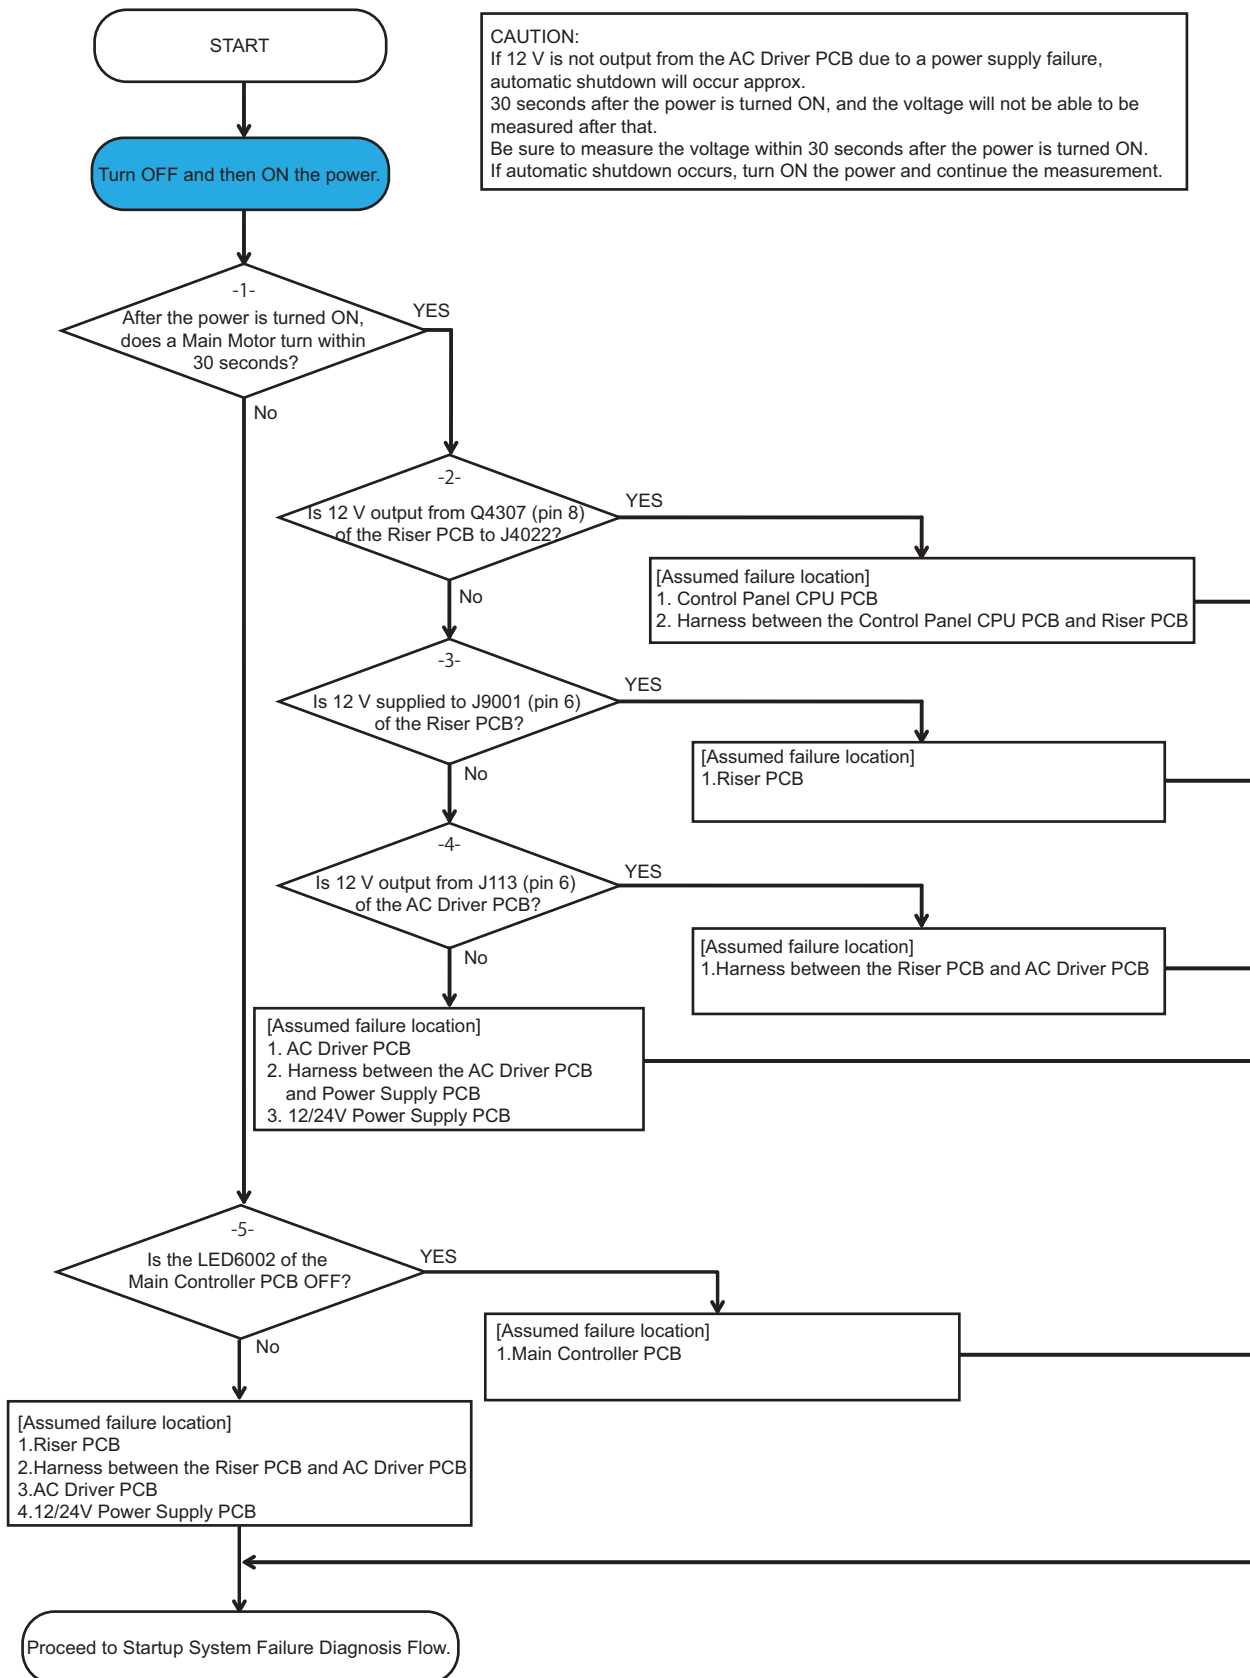 START
CAUTION:
If 12 V is not output from the AC Driver PCB due to a power supply failure,
automatic shutdown will occur approx.
30 seconds after the power is turned ON, and the voltage will not be able to be
measured after that.
Be sure to measure the voltage within 30 seconds after the power is turned ON.
If automatic shutdown occurs, turn ON the power and continue the measurement.
Turn OFF and then ON the power.
-1-
After the power is turned ON,
does a Main Motor turn within
30 seconds?
YES
No
-2-
Is 12 V output from Q4307 (pin 8)
of the Riser PCB to J4022?
YES
No
[Assumed failure location]
1. Control Panel CPU PCB
2. Harness between the Control Panel CPU PCB and Riser PCB
-3-
Is 12 V supplied to J9001 (pin 6)
of the Riser PCB?
YES
No
[Assumed failure location]
1.Riser PCB
-4-
Is 12 V output from J113 (pin 6)
of the AC Driver PCB?
YES
No
[Assumed failure location]
1.Harness between the Riser PCB and AC Driver PCB
[Assumed failure location]
1. AC Driver PCB
2. Harness between the AC Driver PCB
and Power Supply PCB
3. 12/24V Power Supply PCB
-5-
Is the LED6002 of the
Main Controller PCB OFF?
YES
No
[Assumed failure location]
1.Main Controller PCB
[Assumed failure location]
1.Riser PCB
2.Harness between the Riser PCB and AC Driver PCB
3.AC Driver PCB
4.12/24V Power Supply PCB
Proceed to Startup System Failure Diagnosis Flow.